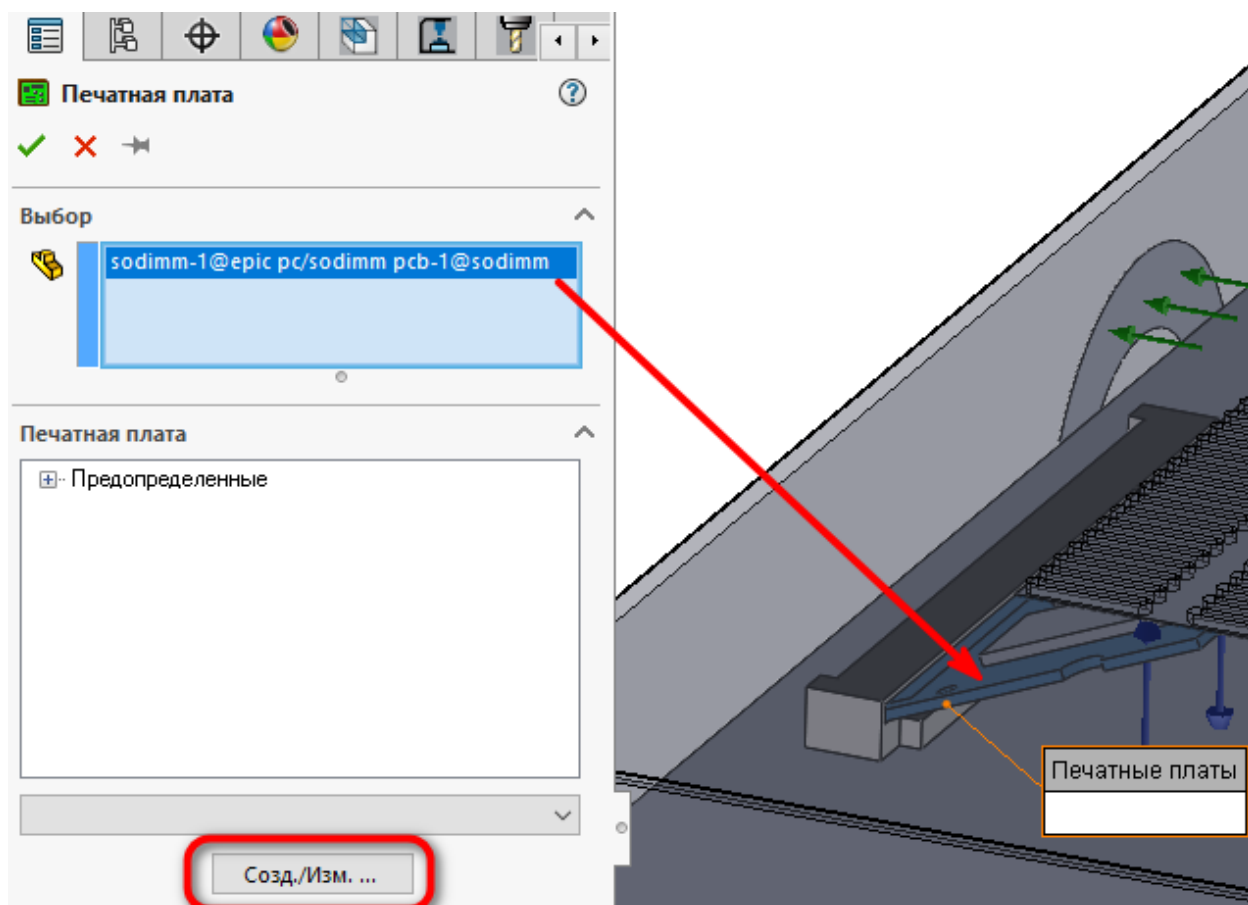 Печатная плата
Выбор
sodimm-1@epic pc/sodimm pcb-1@sodimm
Печатная плата
Предопределенные
Созд./Изм. ...
Печатные платы